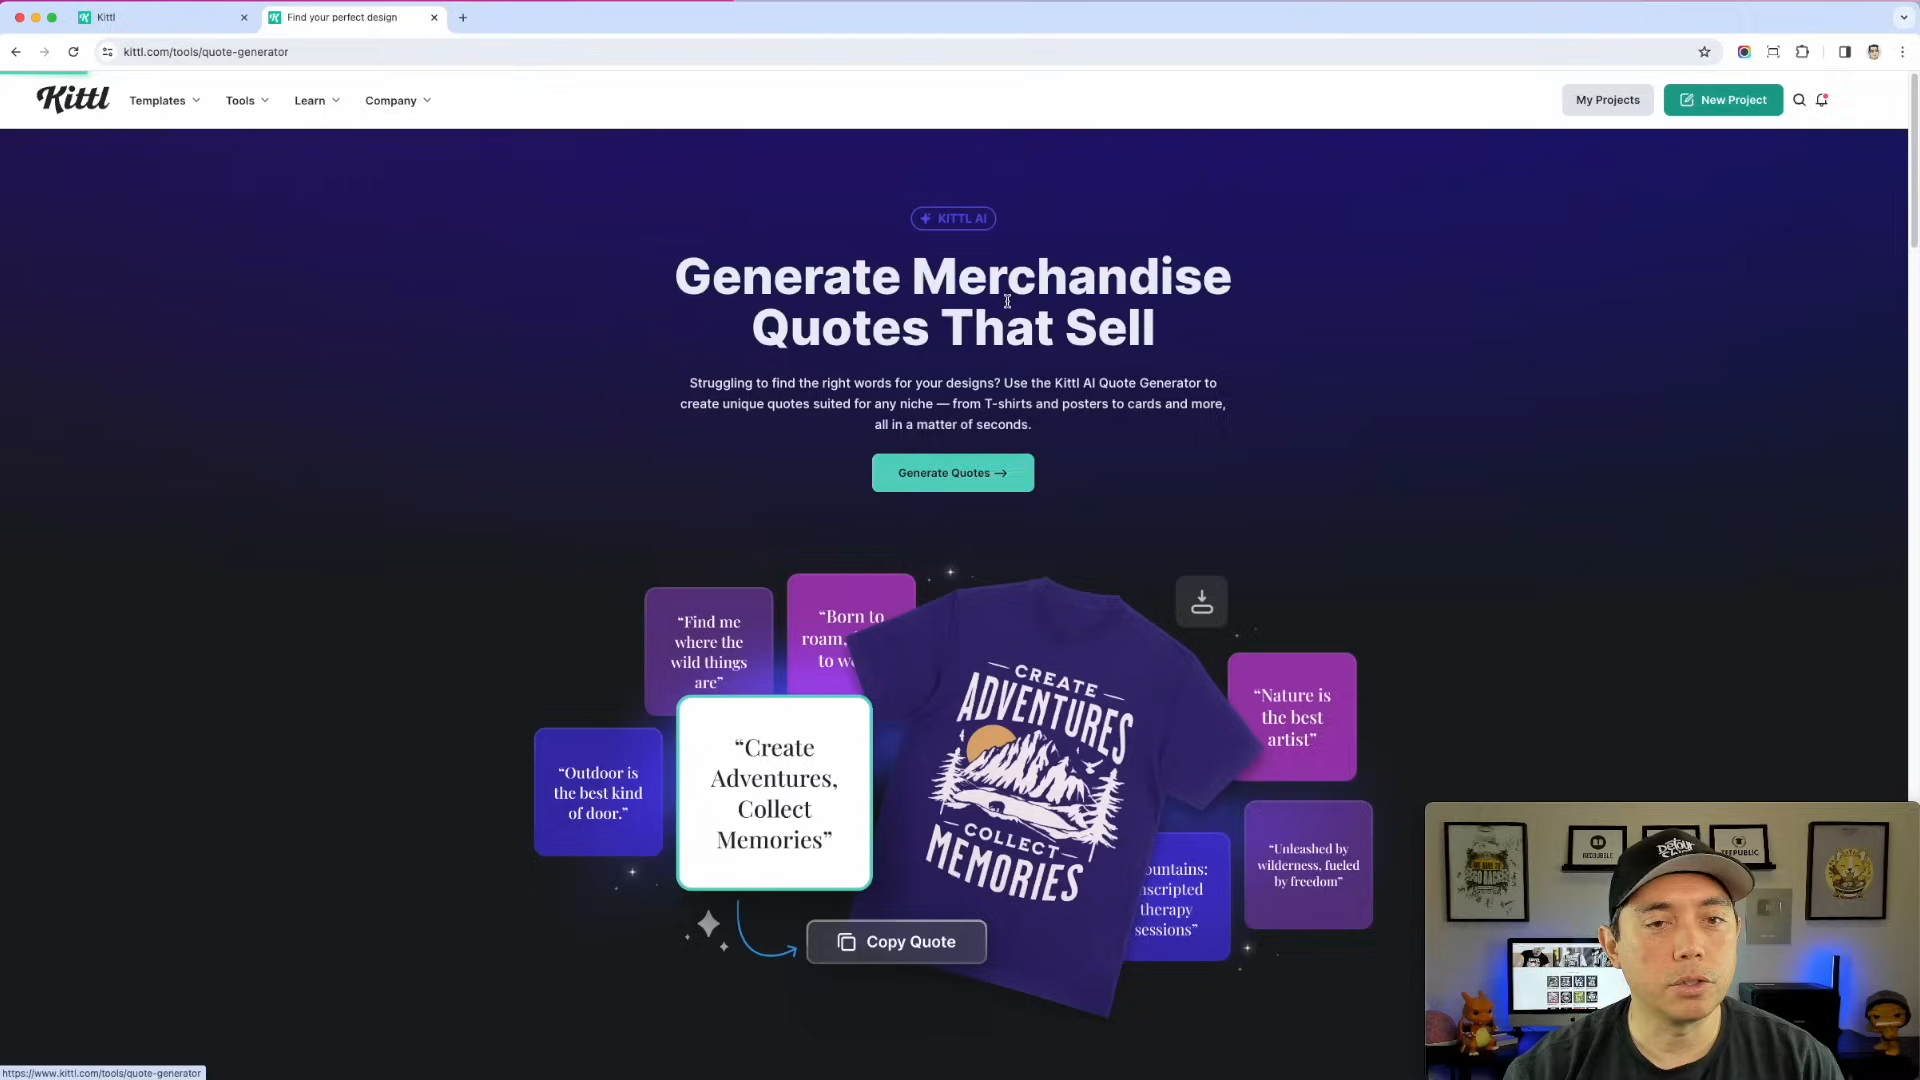 Kittl
Find your perfect design
kittl.com/tools/quote-generator
Kittl
Templates
Tools
Learn
Company
My Projects
New Project
KITTL AI
Generate Merchandise
Quotes That Sell
Struggling to find the right words for your designs? Use the Kittl AI Quote Generator to
create unique quotes suited for any niche — from T-shirts and posters to cards and more,
all in a matter of seconds.
Generate Quotes →
“Find me
where the
wild things
are”
“Born to
roam,
to
“Outdoor is
the best kind
of door.”
“Create
Adventures,
Collect
Memories”
CREATE
ADVENTURES
COLLECT
MEMORIES
“Nature is
the best
artist”
ountains:
nscripted
therapy
sessions”
“Unleashed by
wilderness, fueled
by freedom”
Copy Quote
REDBUBBLE
TEEPUBLIC
https://www.kittl.com/tools/quote-generator